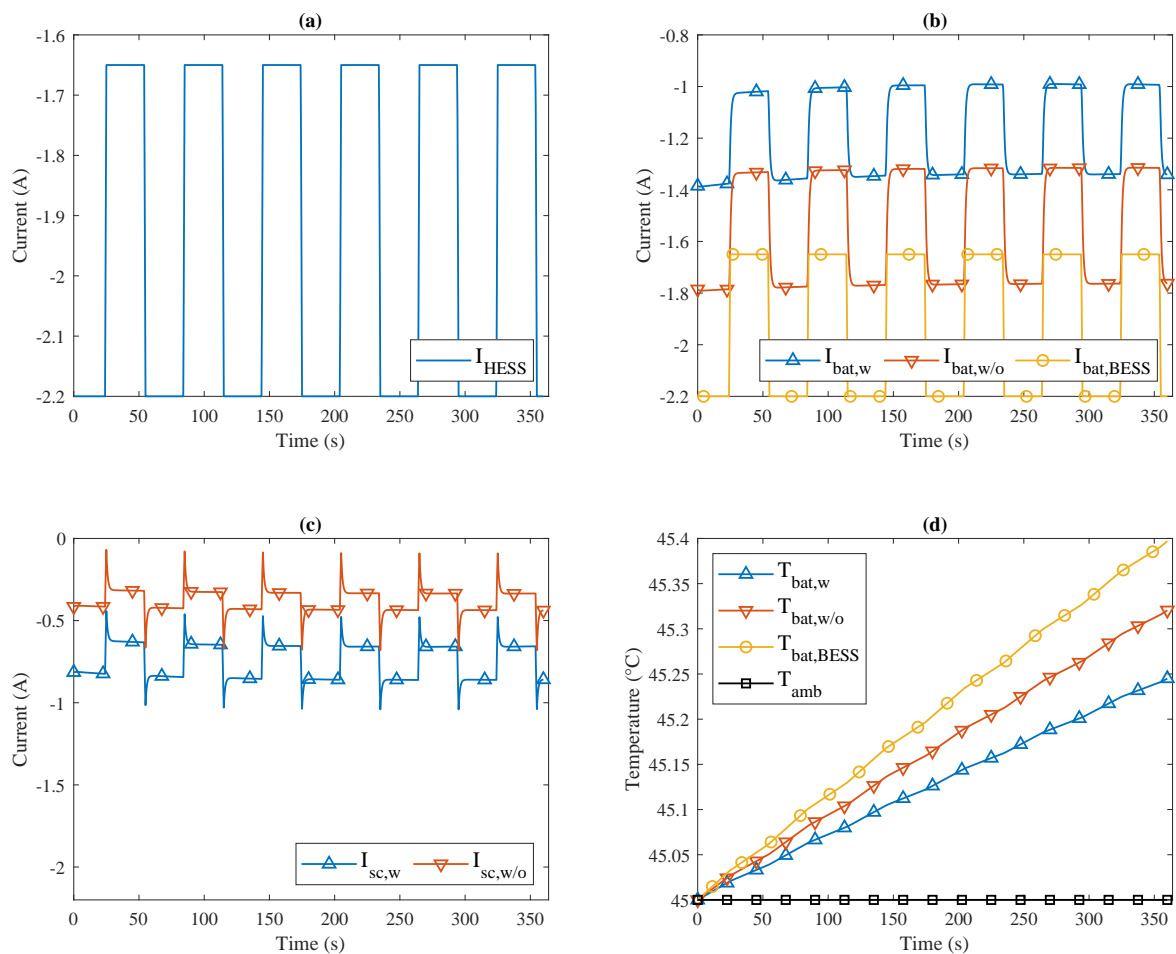 (a)
-1.6
-1.7
-1.8
-1.9
-2
-2.1
-2.2
Current (A)
I_HESS
0 50 100 150 200 250 300 350
Time (s)
(b)
-0.8
-1
-1.2
-1.4
-1.6
-1.8
-2
-2.2
Current (A)
I_bat,w I_bat,w/o I_bat,BESS
0 50 100 150 200 250 300 350
Time (s)
(c)
0
-0.5
-1
-1.5
-2
Current (A)
I_sc,w I_sc,w/o
0 50 100 150 200 250 300 350
Time (s)
(d)
45.4
45.35
45.3
45.25
45.2
45.15
45.1
45.05
45
Temperature (°C)
T_bat,w
T_bat,w/o
T_bat,BESS
T_amb
0 50 100 150 200 250 300 350
Time (s)